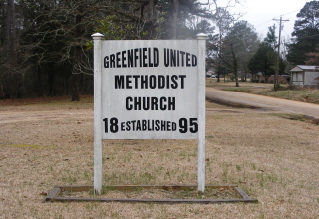 GREENFIELD UNITED
METHODIST
CHURCH
18 ESTABLISHED 95